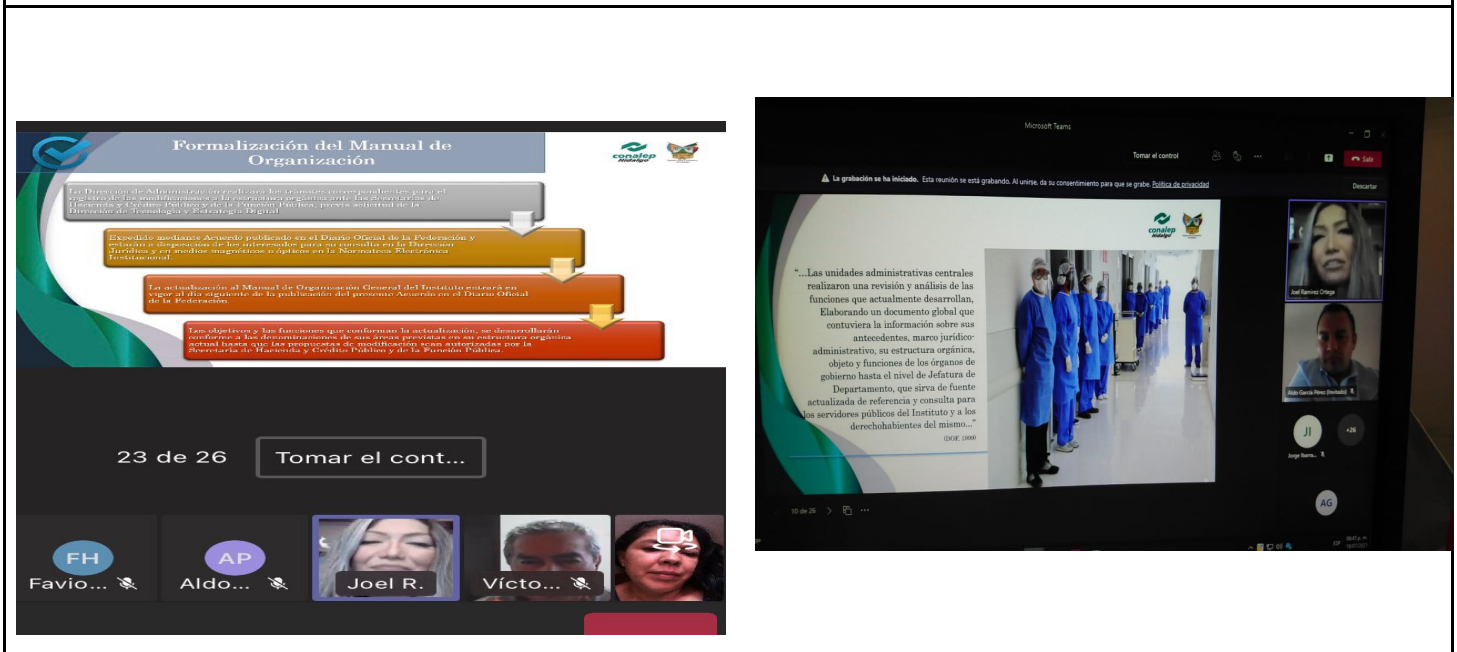 Formalización del Manual de
Organización
conalep
Hidalgo
La Dirección de Administración realizará los trámites correspondientes para el
registro de las modificaciones a la estructura orgánica ante las Secretarías de
Hacienda y Crédito Público y de la Función Pública, previa solicitud de la
Dirección de Tecnología y Estrategia Digital
Expedido mediante Acuerdo publicado en el Diario Oficial de la Federación y
estarán a disposición de los interesados para su consulta en la Dirección
Jurídica y en medios magnéticos u ópticos en la Normateca Electrónica
Institucional.
La actualización al Manual de Organización General del Instituto entrará en
vigor al día siguiente de la publicación del presente Acuerdo en el Diario Oficial
de la Federación.
Los objetivos y las funciones que conforman la actualización, se desarrollarán
conforme a las denominaciones de sus áreas previstas en su estructura orgánica
actual hasta que las propuestas de modificación sean autorizadas por la
Secretaría de Hacienda y Crédito Público y de la Función Pública.
23 de 26
Tomar el cont...
FH
Favio...
AP
Aldo...
Joel R.
Vícto...
Microsoft Teams
Tomar el control
Salir
La grabación se ha iniciado. Esta reunión se está grabando. Al unirse, da su consentimiento para que se grabe. Política de privacidad
Descartar
conalep
Hidalgo
"...Las unidades administrativas centrales
realizaron una revisión y análisis de las
funciones que actualmente desarrollan,
Elaborando un documento global que
contuviera la información sobre sus
antecedentes, marco jurídico-
administrativo, su estructura orgánica,
objeto y funciones de los órganos de
gobierno hasta el nivel de Jefatura de
Departamento, que sirva de fuente
actualizada de referencia y consulta para
los servidores públicos del Instituto y a los
derechohabientes del mismo..."
Joel Ramirez Ortega
Aldo García Pérez (Invitado)
JI
+26
Jorge Ibarra...
AG
10 de 26
ESP